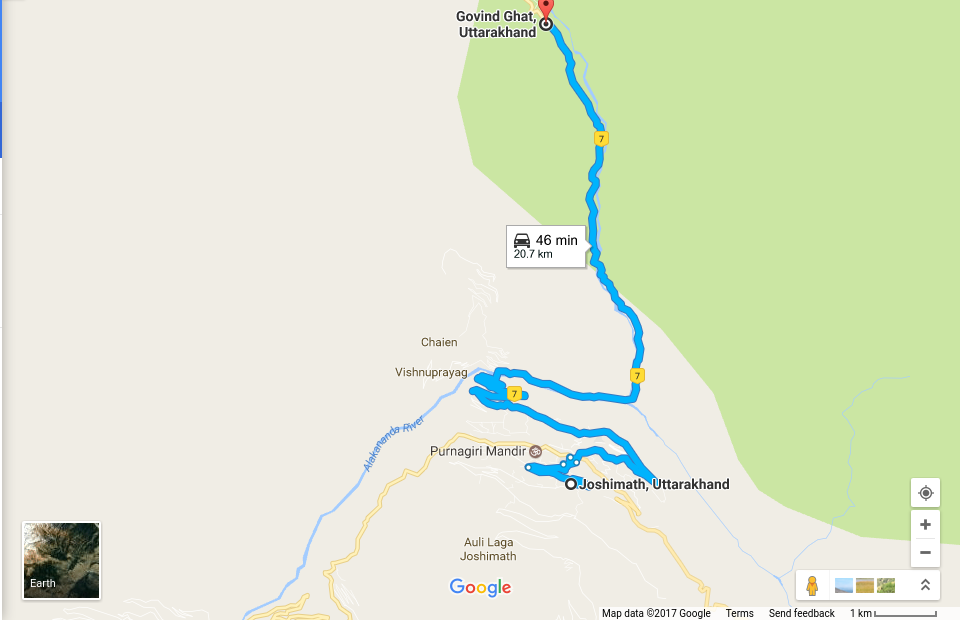 Govind Ghat,
Uttarakhand
7
46 min
20.7 km
Chaien
Vishnuprayag
7
7
Alakananda River
Purnagiri Mandir
ॐ
Joshimath, Uttarakhand
Auli Laga
Joshimath
Earth
Google
Map data ©2017 Google Terms Send feedback 1 km